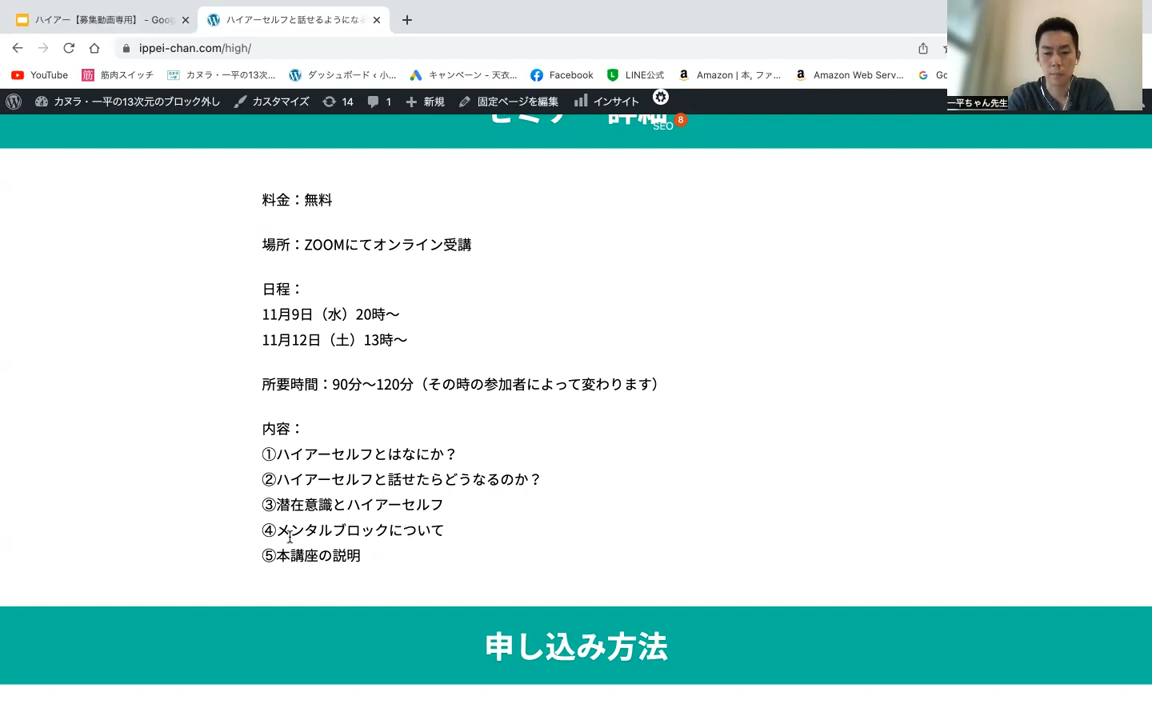 ハイアー【募集動画専用】 - Goo
ハイアーセルフと話せるようにな
ippei-chan.com/high/
YouTube
筋肉スイッチ
カヌラ・一平の13次...
ダッシュボード ‹ 小...
キャンペーン - 天衣...
Facebook
LINE公式
Amazon | 本, ファ...
Amazon Web Serv...
カヌラ・一平の13次元のブロック外し
カスタマイズ
14
1
新規
固定ページを編集
インサイト
SEO 8
一平ちゃん先生
セミナー詳細
料金：無料
場所：ZOOMにてオンライン受講
日程：
11月9日（水）20時〜
11月12日（土）13時〜
所要時間：90分〜120分（その時の参加者によって変わります）
内容：
①ハイアーセルフとはなにか？
②ハイアーセルフと話せたらどうなるのか？
③潜在意識とハイアーセルフ
④メンタルブロックについて
⑤本講座の説明
申し込み方法